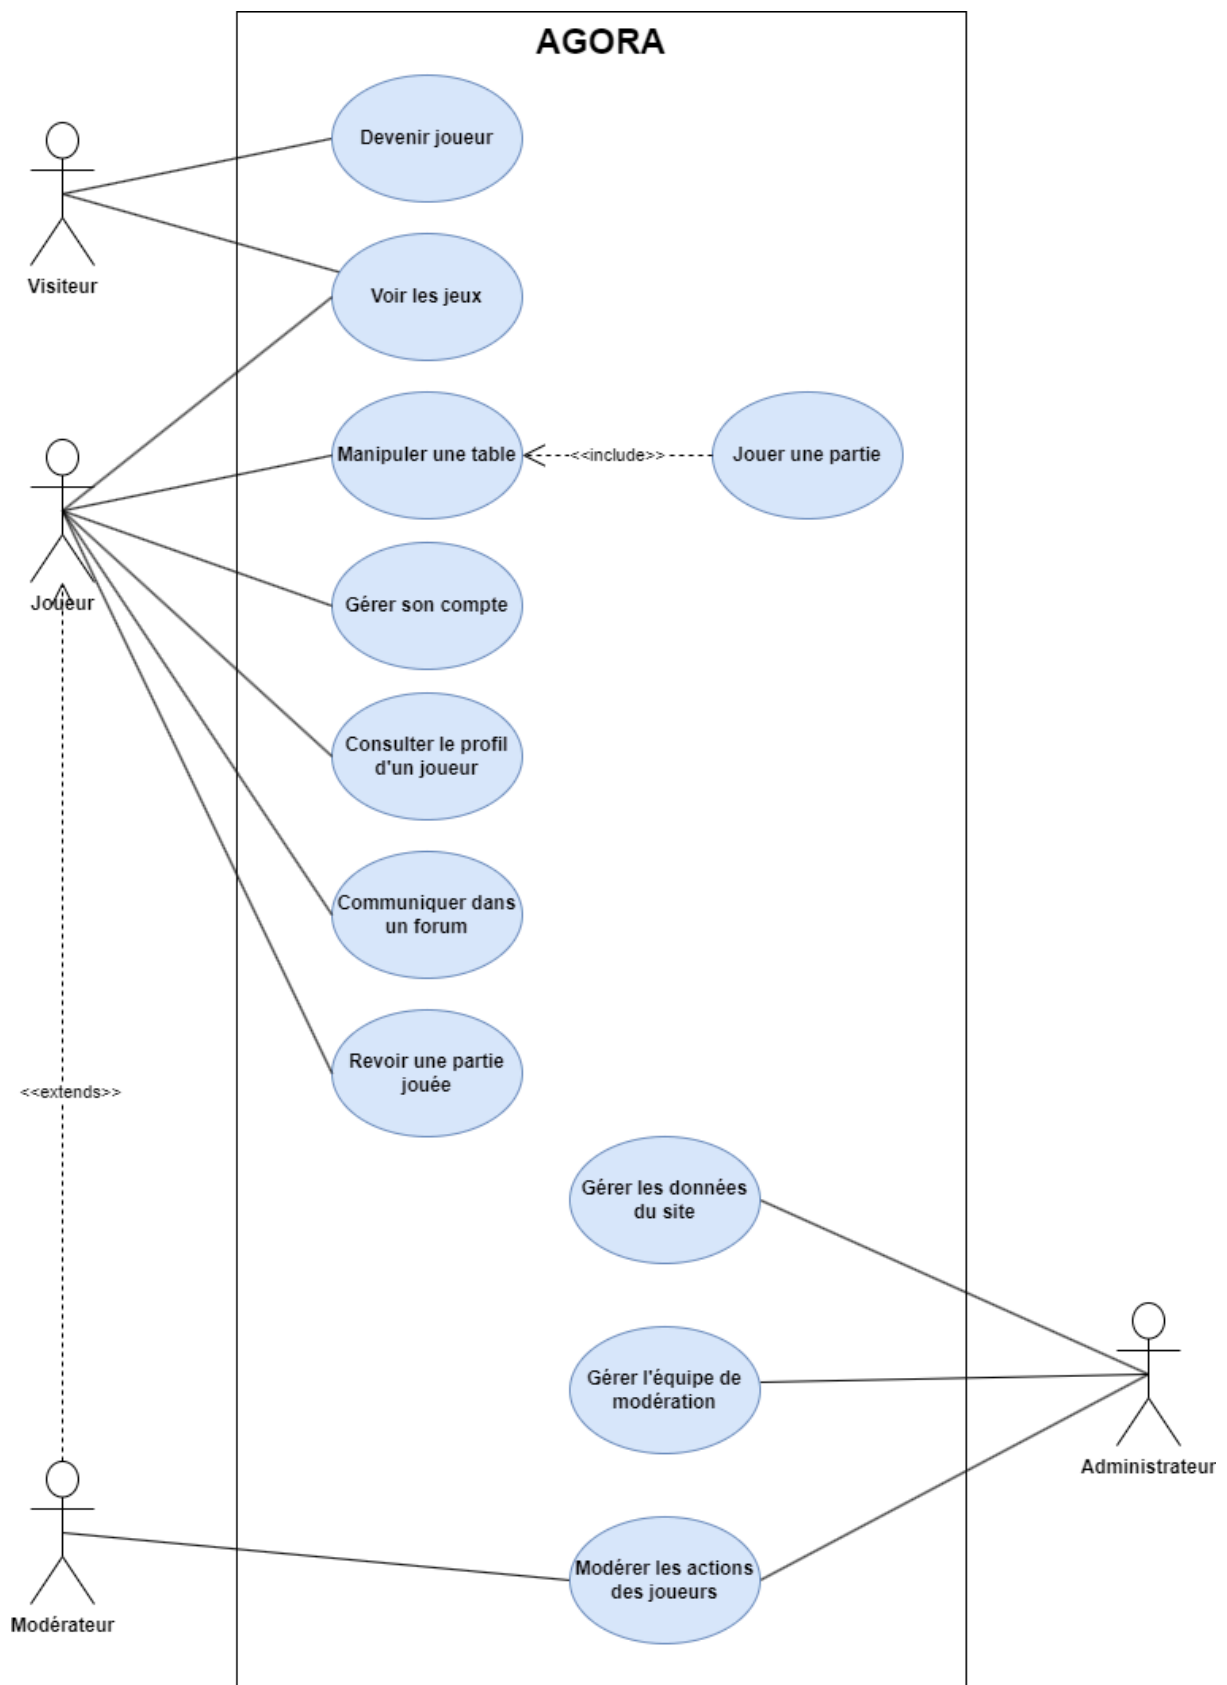 AGORA
Devenir joueur
Visiteur
Voir les jeux
Manipuler une table
<<include>>
Jouer une partie
Joueur
Gérer son compte
Consulter le profil
d'un joueur
Communiquer dans
un forum
Revoir une partie
jouée
<<extends>>
Gérer les données
du site
Gérer l'équipe de
modération
Administrateur
Modérer les actions
des joueurs
Modérateur